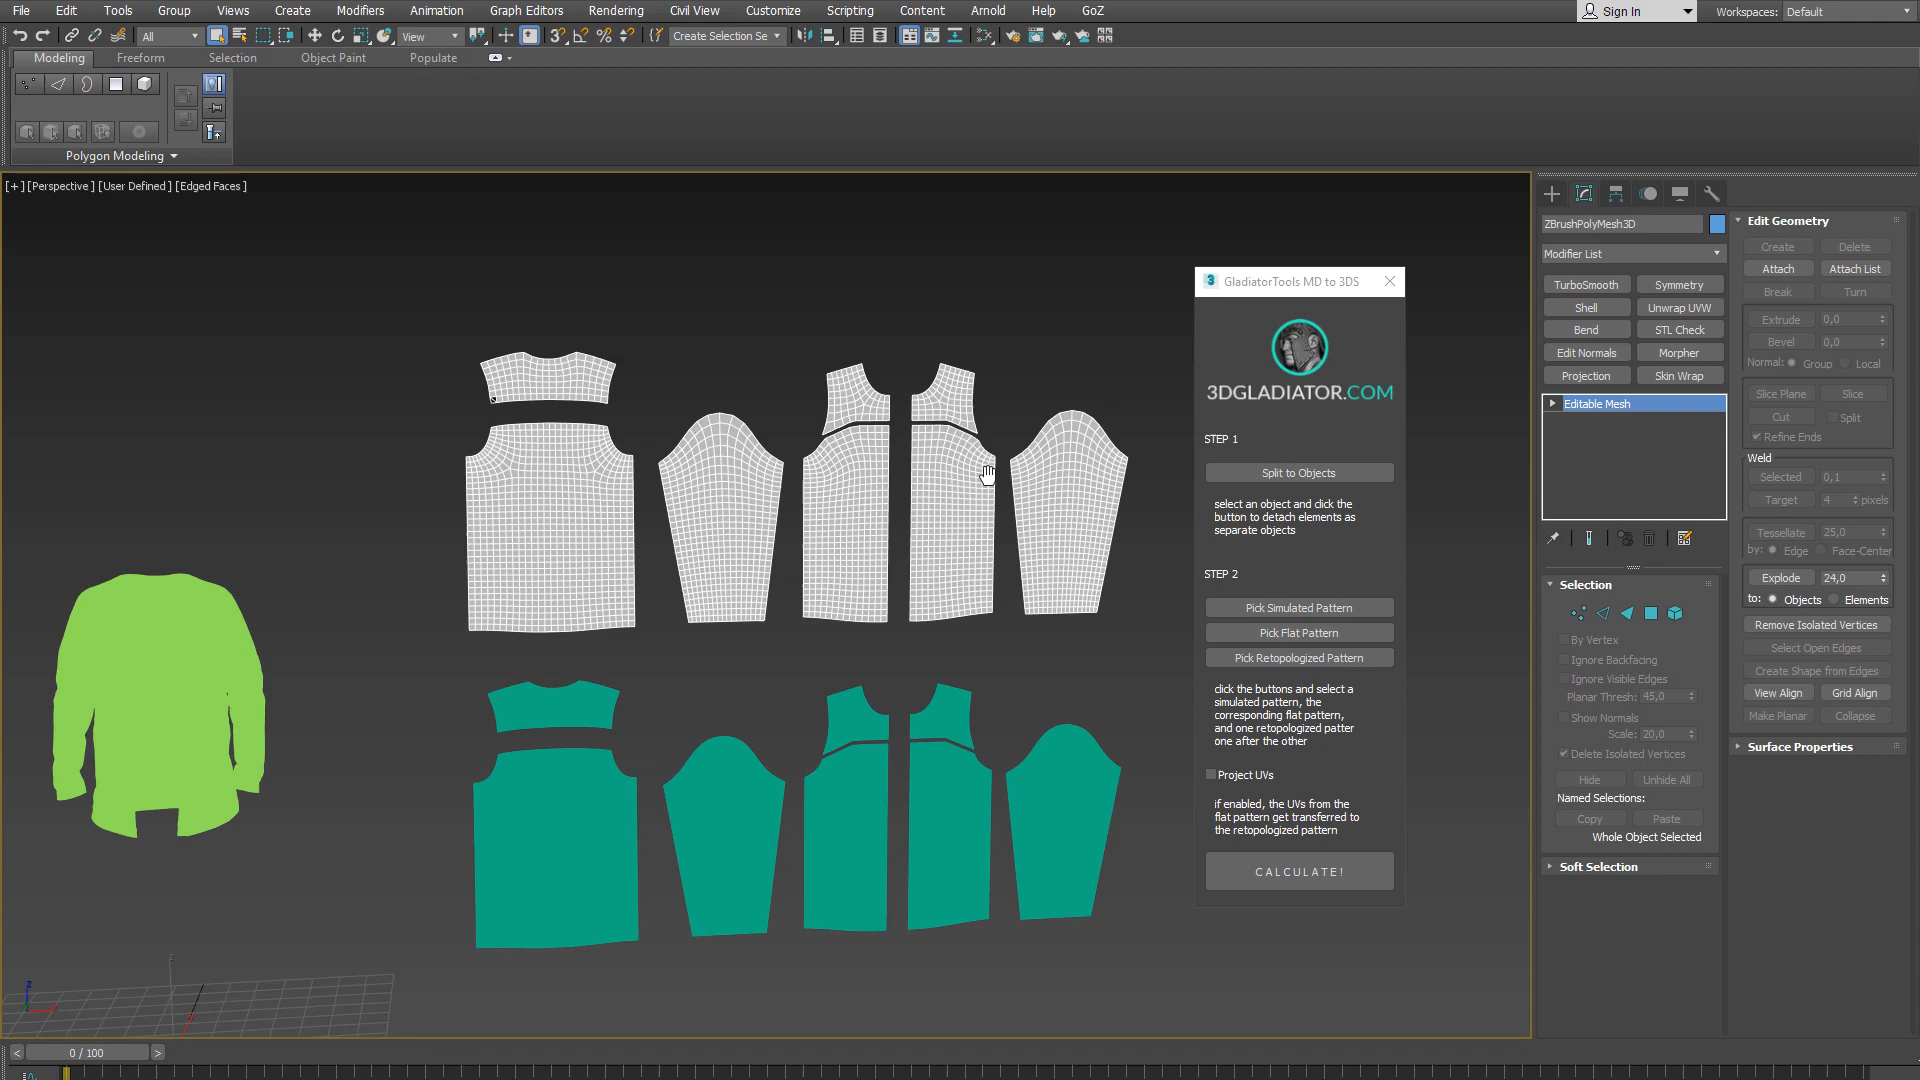 File Edit Tools Group Views Create Modifiers Animation Graph Editors Rendering Civil View Customize Scripting Content Arnold Help GoZ Sign In Workspaces: Default
All View Create Selection Se
Modeling Freeform Selection Object Paint Populate
Polygon Modeling
[+] [Perspective ] [User Defined ] [Edged Faces ]
GladiatorTools MD to 3DS
3DGLADIATOR.COM
STEP 1
Split to Objects
select an object and click the
button to detach elements as
separate objects
STEP 2
Pick Simulated Pattern
Pick Flat Pattern
Pick Retopologized Pattern
click the buttons and select a
simulated pattern, the
corresponding flat pattern,
and one retopologized patter
one after the other
Project UVs
if enabled, the UVs from the
flat pattern get transferred to
the retopologized pattern
CALCULATE!
ZBrushPolyMesh3D
Modifier List
TurboSmooth Symmetry
Shell Unwrap UVW
Bend STL Check
Edit Normals Morpher
Projection Skin Wrap
Editable Mesh
Selection
By Vertex
Ignore Backfacing
Ignore Visible Edges
Planar Thresh: 45,0
Show Normals
Scale: 20,0
Delete Isolated Vertices
Hide Unhide All
Named Selections:
Copy Paste
Whole Object Selected
Soft Selection
Edit Geometry
Create Delete
Attach Attach List
Break Turn
Extrude 0,0
Bevel 0,0
Normal: Group Local
Slice Plane Slice
Cut Split
Refine Ends
Weld
Selected 0,1
Target 4 pixels
Tessellate 25,0
by: Edge Face-Center
Explode 24,0
to: Objects Elements
Remove Isolated Vertices
Select Open Edges
Create Shape from Edges
View Align Grid Align
Make Planar Collapse
Surface Properties
z
z
< 0 / 100 >